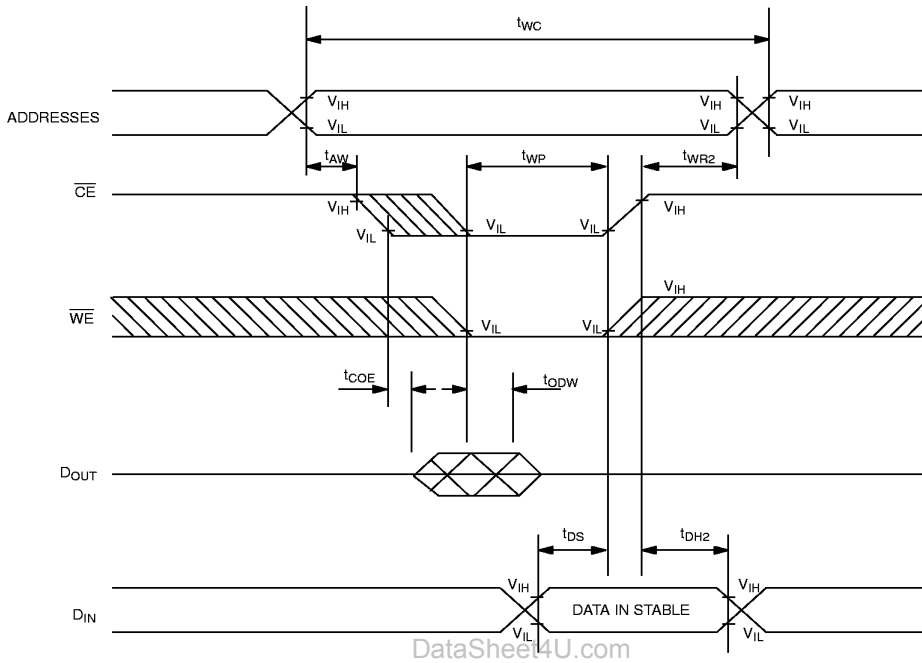 tWC
ADDRESSES
VIH VIH VIH
VIL VIL VIL
tAW tWP tWR2
CE
VIH VIH
VIL VIL VIL
WE
VIH
VIL VIL
tCOE tODW
DOUT
tDS tDH2
DIN
VIH VIH
DATA IN STABLE
VIL VIL
DataSheet4U.com